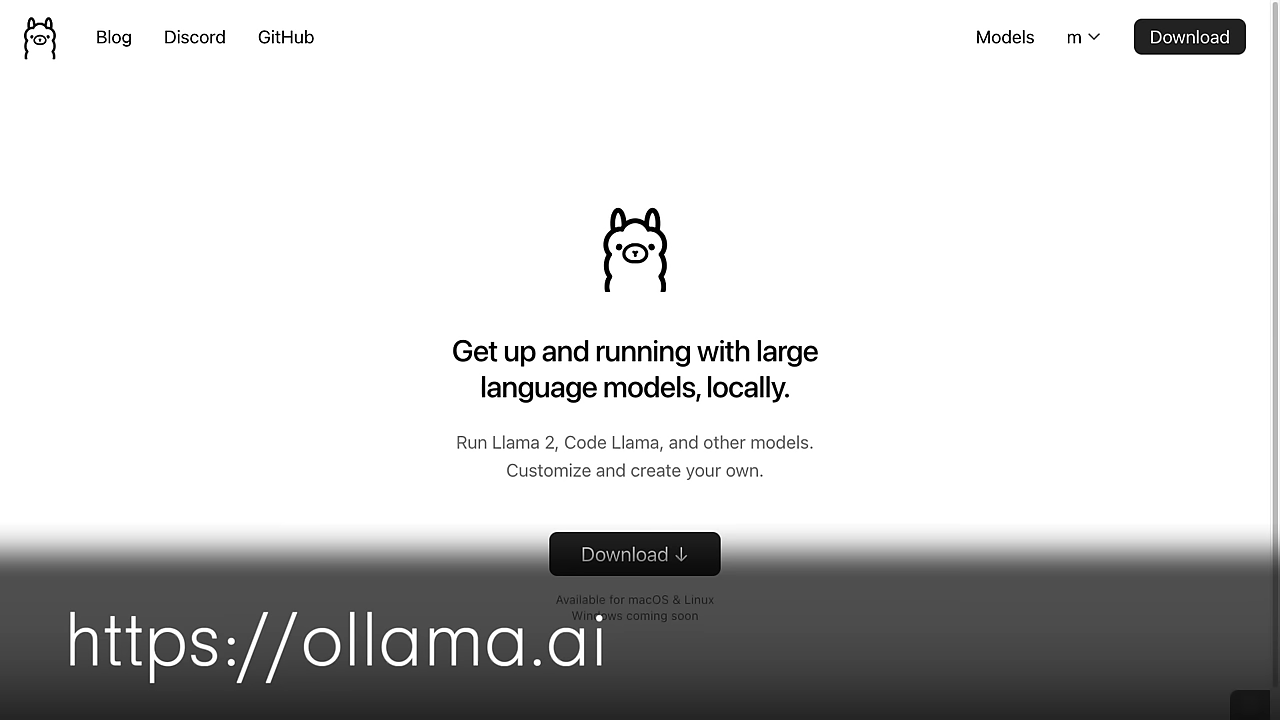 Blog Discord GitHub Models m Download
Get up and running with large
language models, locally.
Run Llama 2, Code Llama, and other models.
Customize and create your own.
Download ↓
Available for macOS & Linux
Windows coming soon
https://ollama.ai